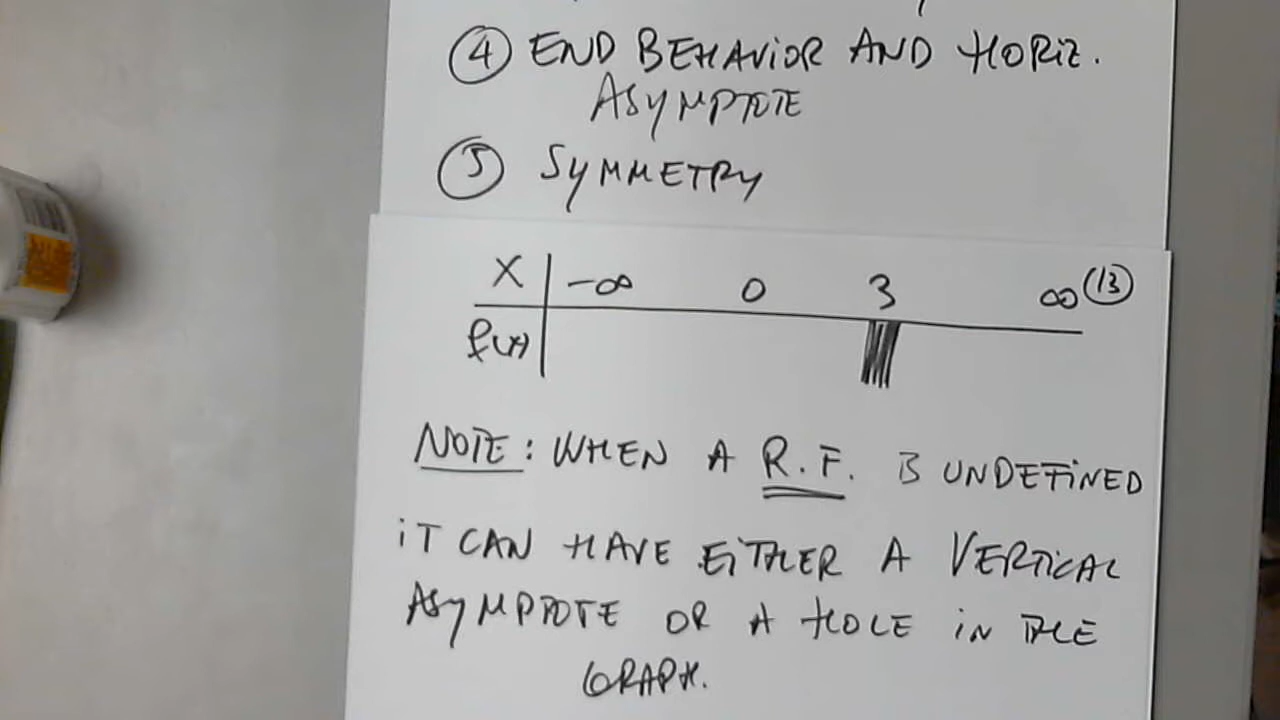 ④ END BEHAVIOR AND HORIZ.
ASYMPTOTE
⑤ SYMMETRY
X -∞ 0 3 ∞ ⑬
f(x)
NOTE: WHEN A R.F. IS UNDEFINED
iT CAN HAVE EiTHER A VERTiCAL
ASYMPTOTE OR A HOLE iN THE
GRAPH.